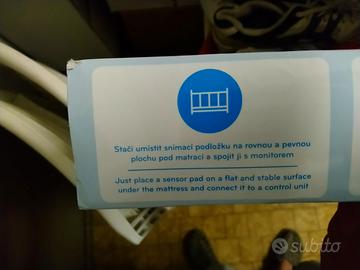 Stačí umístit snímací podložku na rovnou a pevnou
plochu pod matraci a spojit ji s monitorem
Just place a sensor pad on a flat and stable surface
under the mattress and connect it to a control unit
subito